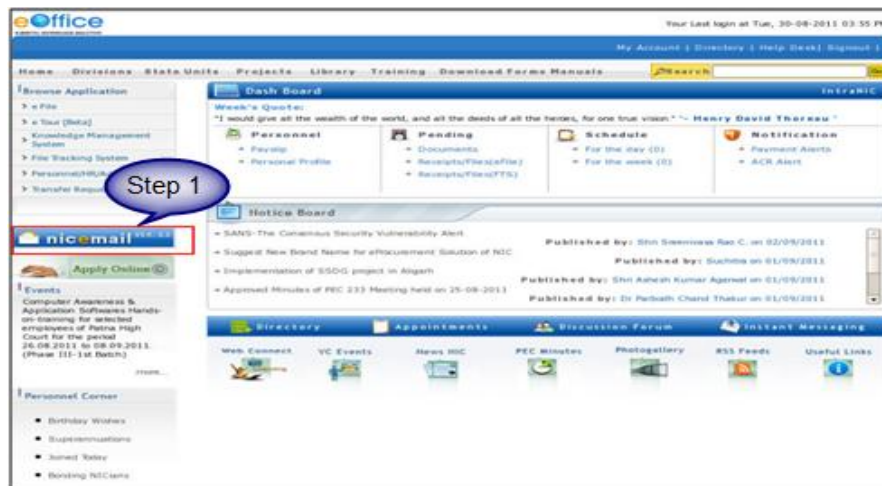 eOffice
Your Last login at Tue, 30-08-2011 03:55 P
My Account | Directory | Help Desk| Signout |
Home Divisions State Units Projects Library Training Download Forms Manuals Search
Browse Application
e File
e Tour [Beta]
Knowledge Management
System
File Tracking System
Personnel/HR/A
Transfer Reque
Step 1
nicemail
Apply Online
Events
Computer Awareness &
Application Softwares Hands-
on-training for selected
employees of Patna High
Court for the period
26.08.2011 to 08.09.2011
(Phase III-1st Batch)
more...
Personnel Corner
Birthday Wishes
Superannuations
Joined Today
Bonding NICians
Dash Board
IntraNIC
Week's Quote:
"I would give all the wealth of the world, and all the deeds of all the heroes, for one true vision." '- Henry David Thoreau '
Personnel
Payslip
Personal Profile
Pending
Documents
Receipts/Files(eFile)
Receipts/Files(FTS)
Schedule
For the day (0)
For the week (0)
Notification
Payment Alerts
ACR Alert
Notice Board
SANS-The Consensus Security Vulnerability Alert
Published by: Shri Sreenivasa Rao C. on 02/09/2011
Suggest New Brand Name for eProcurement Solution of NIC
Published by: Suchitra on 01/09/2011
Implementation of SSDG project in Aligarh
Published by: Shri Ashesh Kumar Agarwal on 01/09/2011
Approved Minutes of PEC 233 Meeting held on 25-08-2011
Published by: Dr Parbath Chand Thakur on 01/09/2011
Directory Appointments Discussion Forum Instant Messaging
Web Connect VC Events News NIC PEC Minutes Photogallery RSS Feeds Useful Links